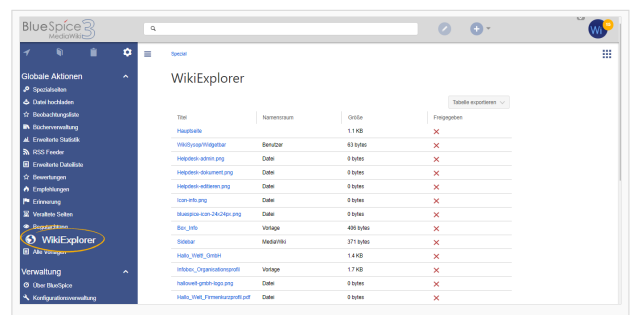 BlueSpice 3
MediaWiki
Wi
Spezial
Globale Aktionen
Spezialseiten
Datei hochladen
Beobachtungsliste
Bücherverwaltung
Erweiterte Statistik
RSS Feeder
Erweiterte Dateiliste
Bewertungen
Empfehlungen
Erinnerung
Veraltete Seiten
Begutachtung
WikiExplorer
Alle Vorlagen
Verwaltung
Über BlueSpice
Konfigurationsverwaltung
WikiExplorer
Tabelle exportieren
Titel Namensraum Größe Freigegeben
Hauptseite 1.1 KB
WikiSysop/Widgetbar Benutzer 63 bytes
Helpdesk-admin.png Datei 0 bytes
Helpdesk-dokument.png Datei 0 bytes
Helpdesk-editieren.png Datei 0 bytes
Icon-info.png Datei 0 bytes
bluespice-icon-24x24px.png Datei 0 bytes
Box_Info Vorlage 406 bytes
Sidebar MediaWiki 371 bytes
Hallo_Welt!_GmbH 1.4 KB
Infobox_Organisationsprofil Vorlage 1.7 KB
hallowelt-gmbh-logo.png Datei 0 bytes
Hallo_Welt_Firmenkurzprofil.pdf Datei 0 bytes